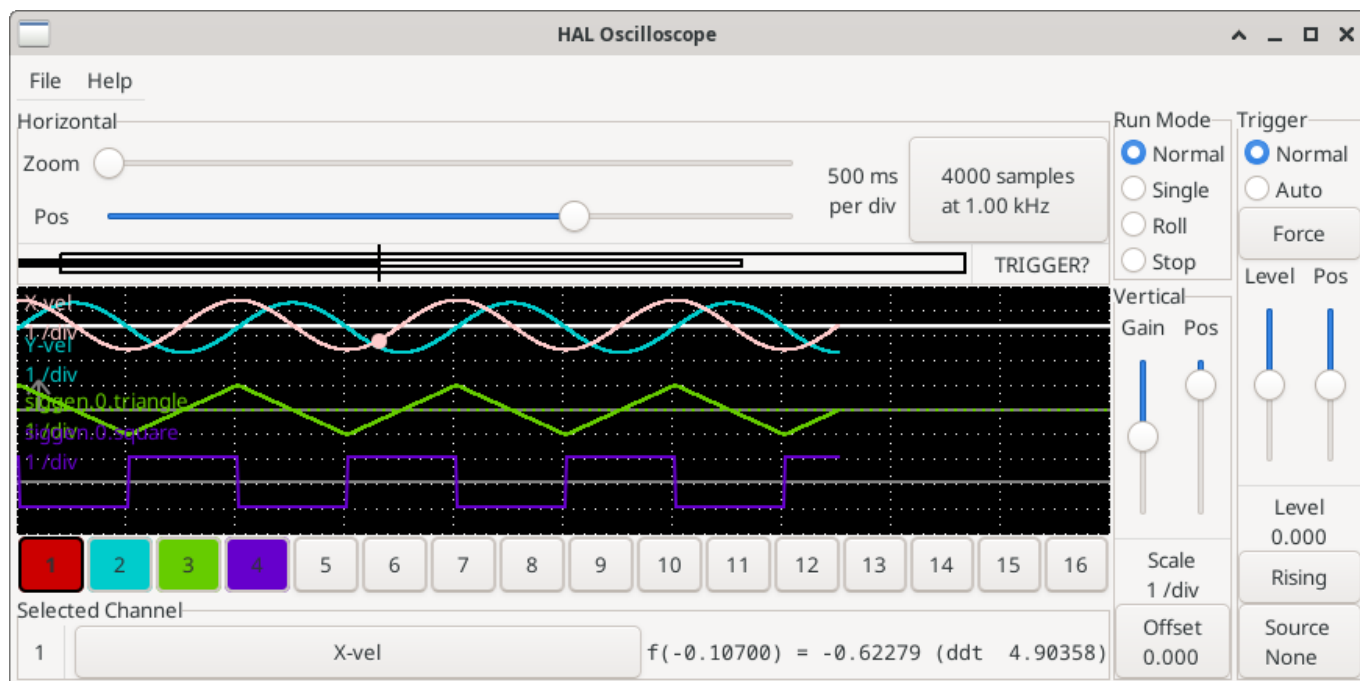 HAL Oscilloscope
File Help
Horizontal
Zoom
Pos
500 ms
per div
4000 samples
at 1.00 kHz
TRIGGER?
X-vel
1 /div
Y-vel
1 /div
siggen.0.triangle
1 /div
siggen.0.square
1 /div
1 2 3 4 5 6 7 8 9 10 11 12 13 14 15 16
Selected Channel
1 X-vel f(-0.10700) = -0.62279 (ddt 4.90358)
Run Mode
Normal
Single
Roll
Stop
Vertical
Gain Pos
Scale
1 /div
Offset
0.000
Trigger
Normal
Auto
Force
Level Pos
Level
0.000
Rising
Source
None